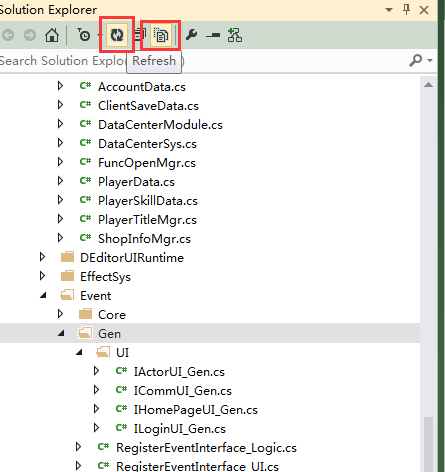 Solution Explorer
Search Solution Explo
Refresh
)
AccountData.cs
ClientSaveData.cs
DataCenterModule.cs
DataCenterSys.cs
FuncOpenMgr.cs
PlayerData.cs
PlayerSkillData.cs
PlayerTitleMgr.cs
ShopInfoMgr.cs
DEditorUIRuntime
EffectSys
Event
Core
Gen
UI
IActorUI_Gen.cs
ICommUI_Gen.cs
IHomePageUI_Gen.cs
ILoginUI_Gen.cs
RegisterEventInterface_Logic.cs
RegisterEventInterface_UI.cs